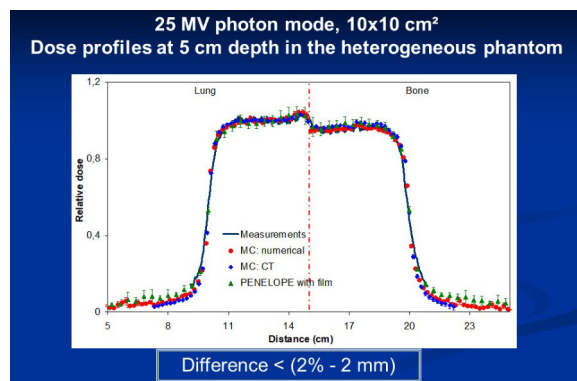 25 MV photon mode, 10x10 cm²
Dose profiles at 5 cm depth in the heterogeneous phantom
1,2
Lung
Bone
0,8
Relative dose
0,4
Measurements
MC: numerical
MC: CT
PENELOPE with film
0
5
8
11
14
17
20
23
Distance (cm)
Difference < (2% - 2 mm)